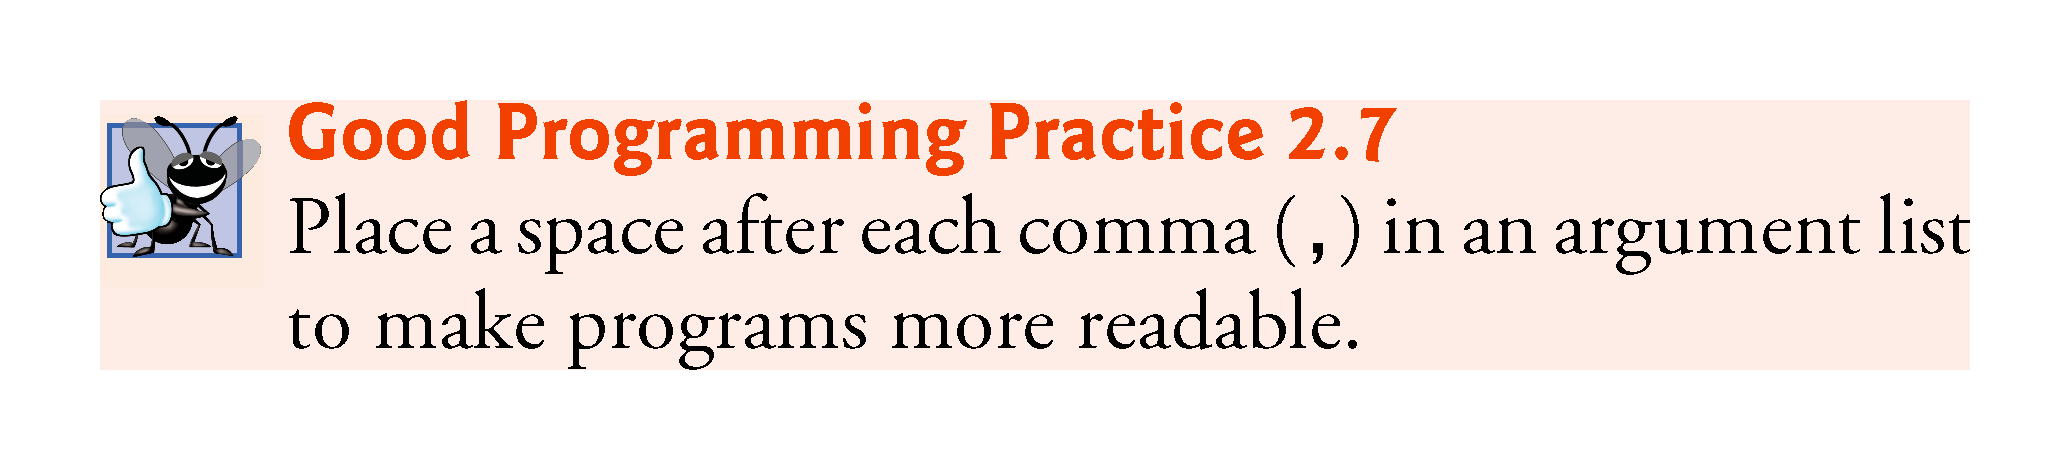 Good Programming Practice 2.7
Place a space after each comma (,) in an argument list
to make programs more readable.